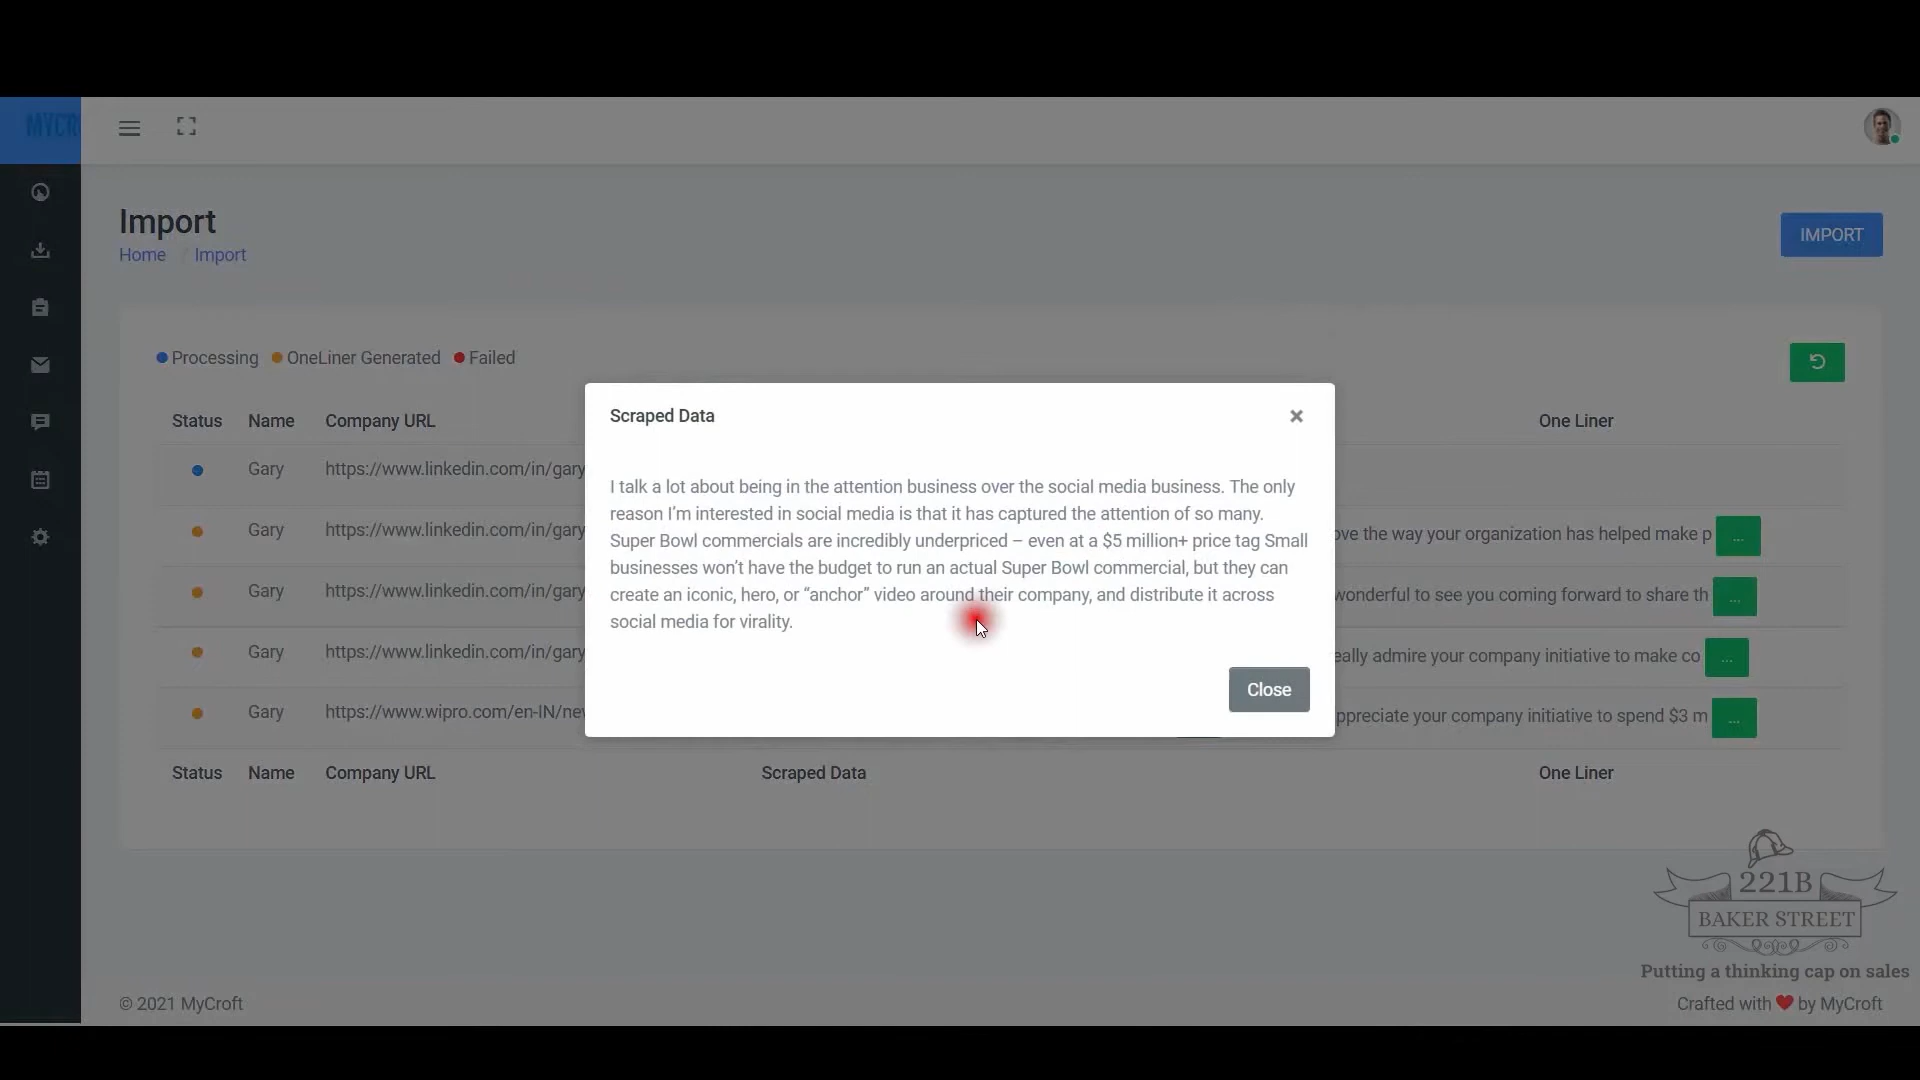 MYCR
Import
Home / Import
IMPORT
Processing OneLiner Generated Failed
Status Name Company URL One Liner
Gary https://www.linkedin.com/in/gary
Gary https://www.linkedin.com/in/gary ove the way your organization has helped make p ...
Gary https://www.linkedin.com/in/gary wonderful to see you coming forward to share th ...
Gary https://www.linkedin.com/in/gary eally admire your company initiative to make co ...
Gary https://www.wipro.com/en-IN/nev ppreciate your company initiative to spend $3 m ...
Status Name Company URL Scraped Data One Liner
Scraped Data ×
I talk a lot about being in the attention business over the social media business. The only
reason I’m interested in social media is that it has captured the attention of so many.
Super Bowl commercials are incredibly underpriced – even at a $5 million+ price tag Small
businesses won’t have the budget to run an actual Super Bowl commercial, but they can
create an iconic, hero, or “anchor” video around their company, and distribute it across
social media for virality.
Close
221B
BAKER STREET
Putting a thinking cap on sales
© 2021 MyCroft
Crafted with ❤ by MyCroft